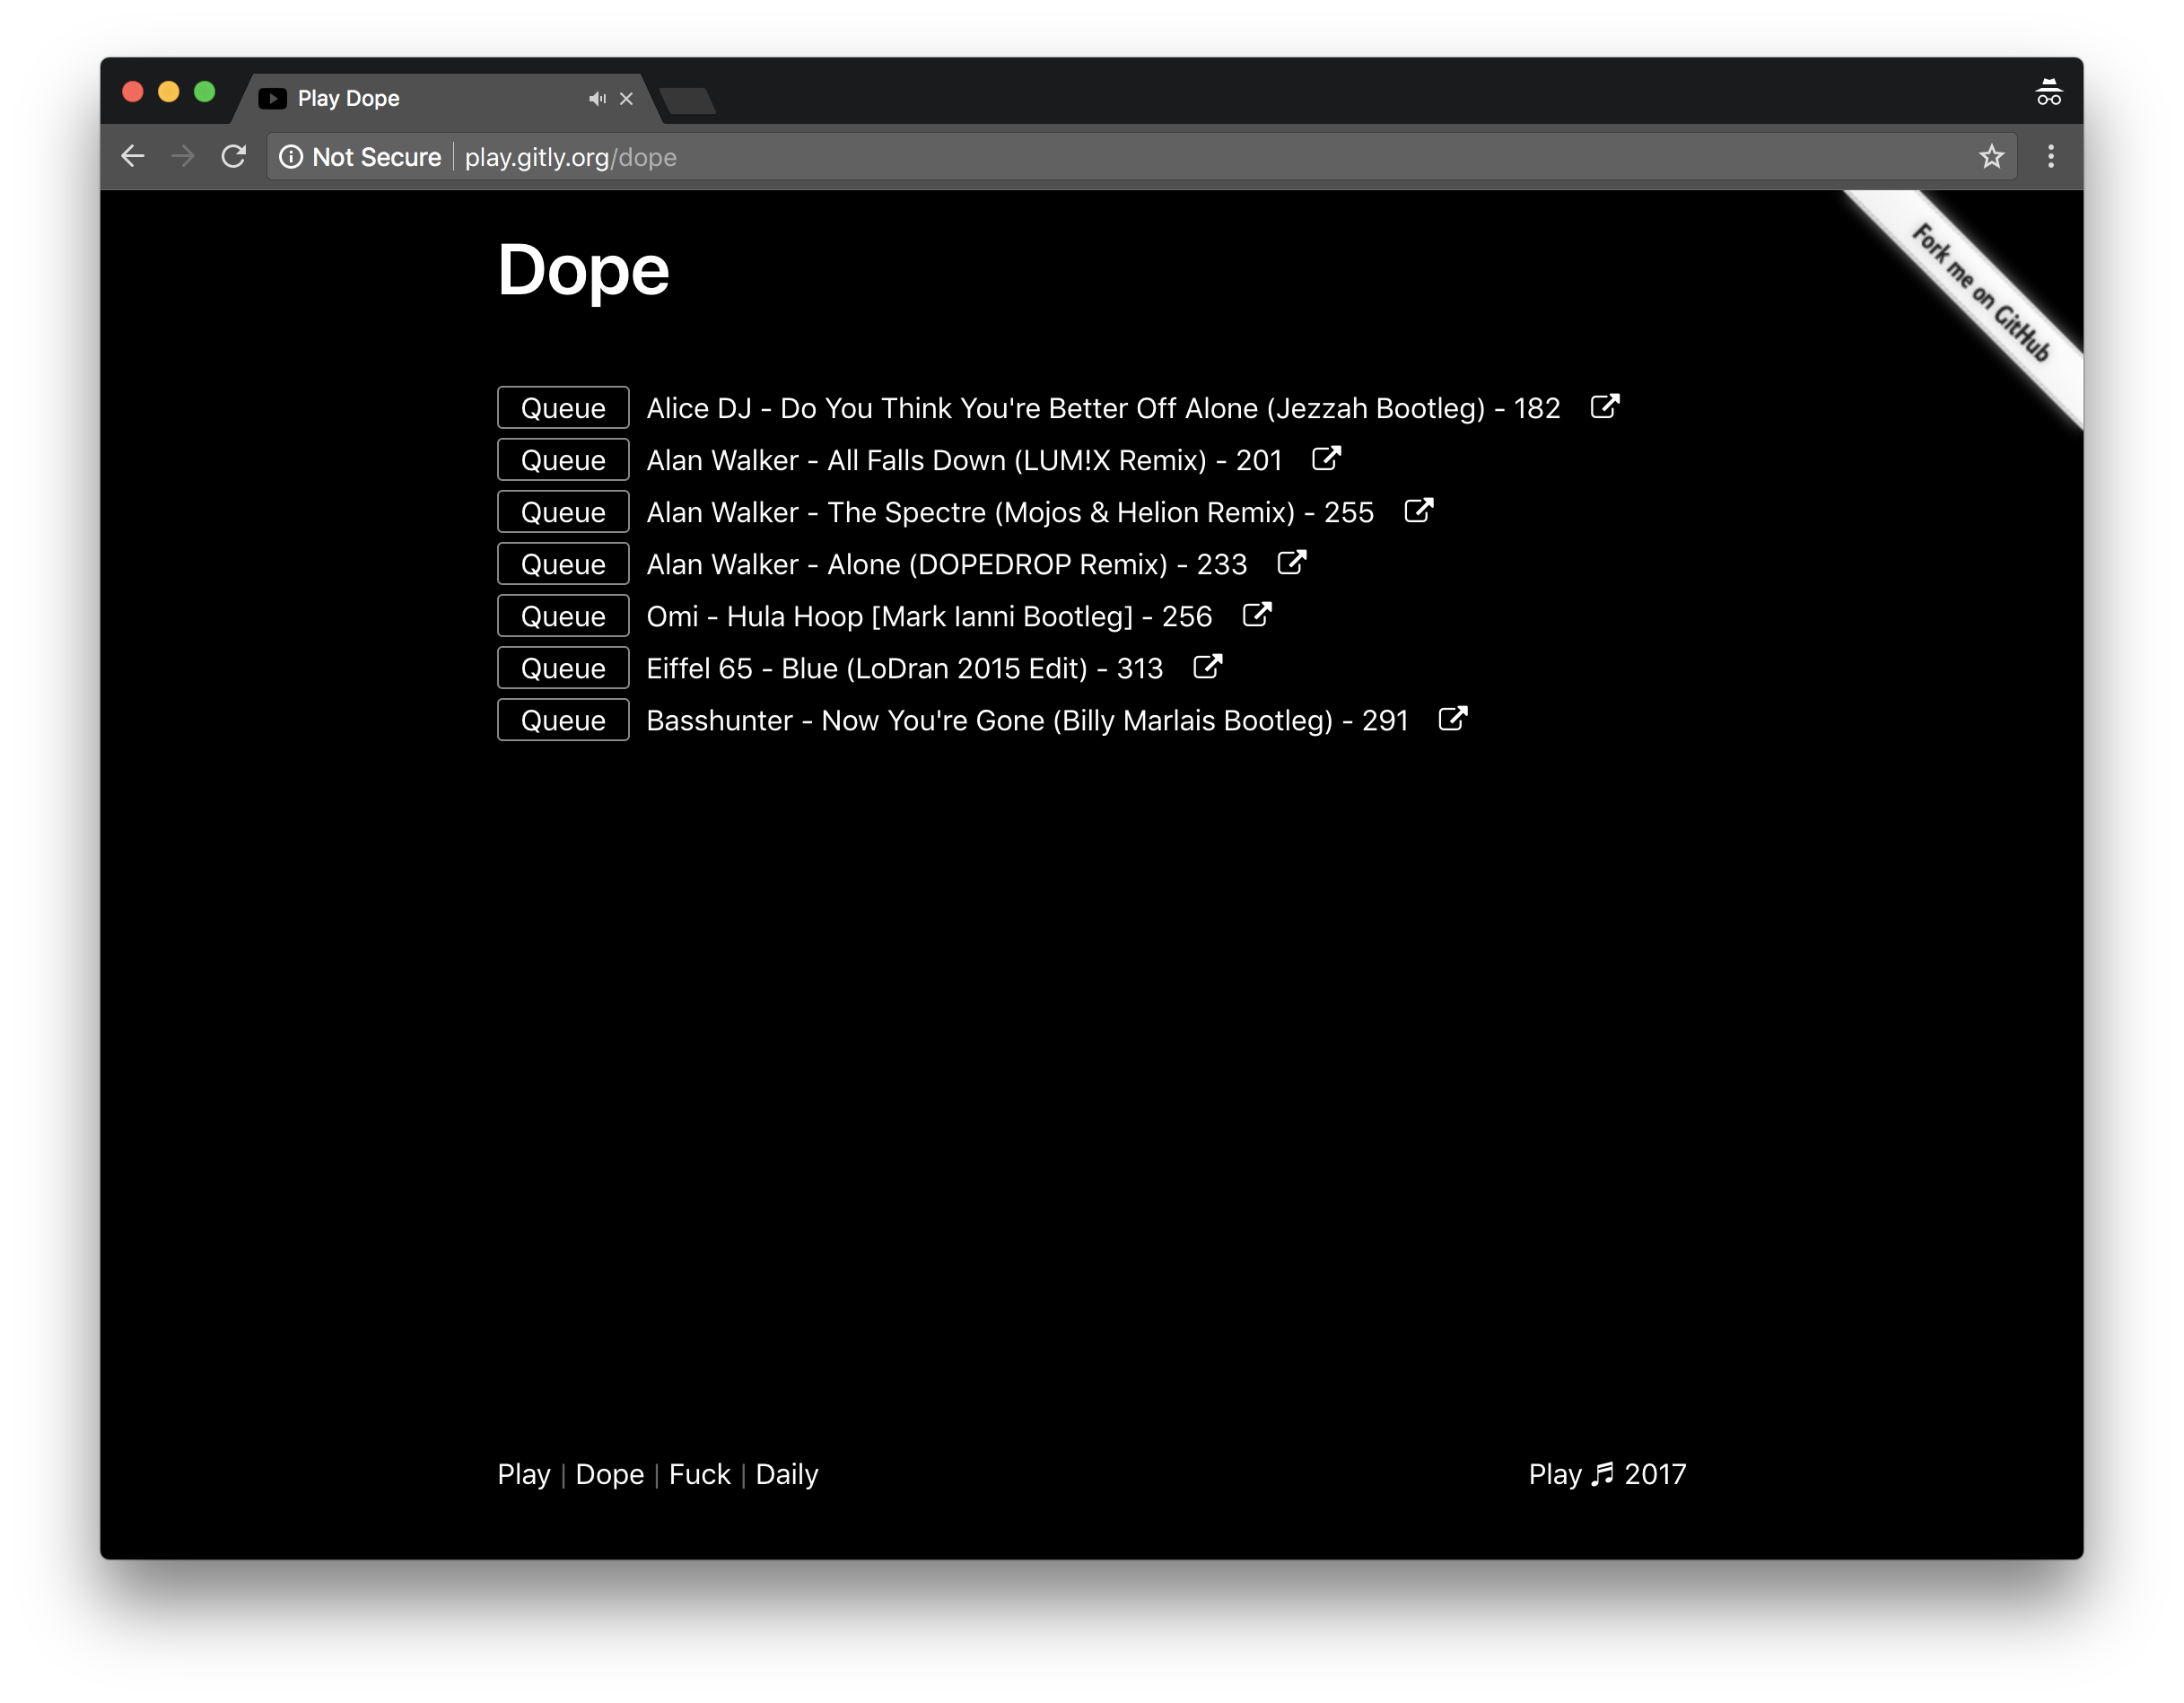 Play Dope
Not Secure play.gitly.org/dope
Fork me on GitHub
Dope
Queue Alice DJ - Do You Think You're Better Off Alone (Jezzah Bootleg) - 182
Queue Alan Walker - All Falls Down (LUM!X Remix) - 201
Queue Alan Walker - The Spectre (Mojos & Helion Remix) - 255
Queue Alan Walker - Alone (DOPEDROP Remix) - 233
Queue Omi - Hula Hoop [Mark Ianni Bootleg] - 256
Queue Eiffel 65 - Blue (LoDran 2015 Edit) - 313
Queue Basshunter - Now You're Gone (Billy Marlais Bootleg) - 291
Play | Dope | Fuck | Daily Play 🎵 2017